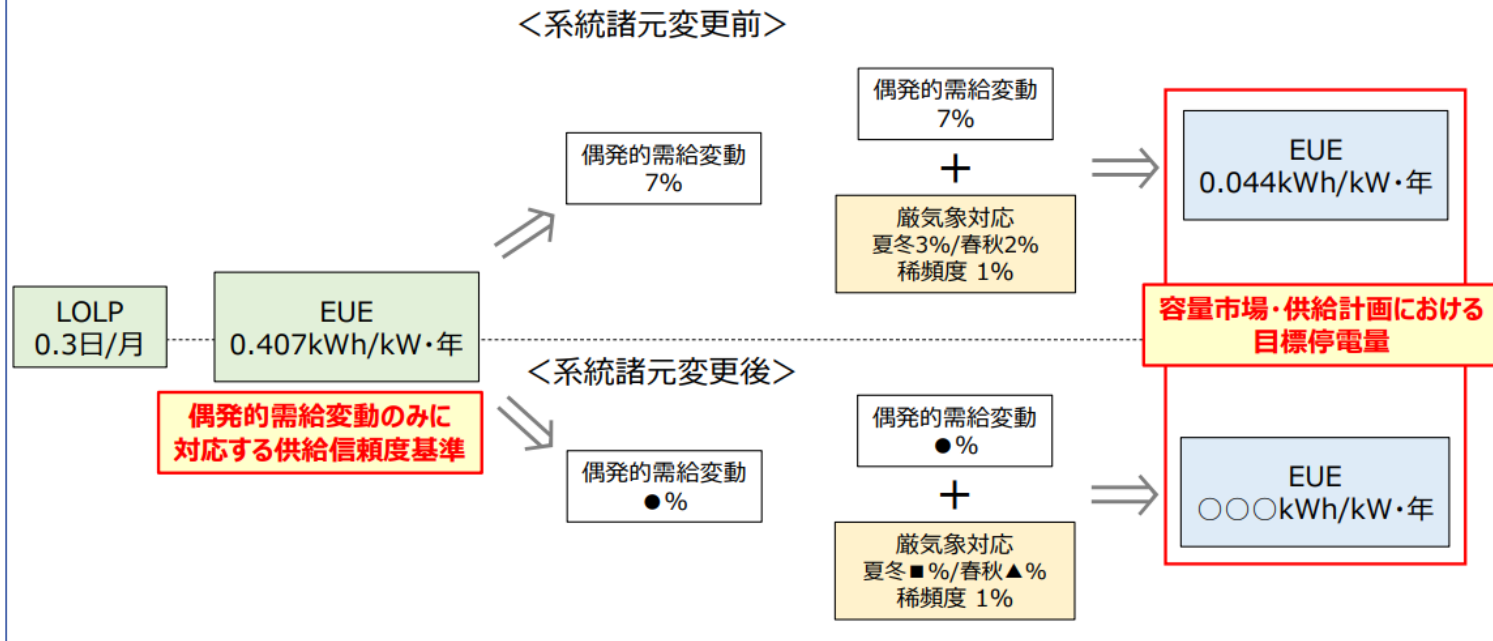 <系統諸元変更前>
偶発的需給変動
7%
偶発的需給変動
7%
+
厳気象対応
夏冬3%/春秋2%
稀頻度 1%
EUE
0.044kWh/kW・年
LOLP
0.3日/月
EUE
0.407kWh/kW・年
偶発的需給変動のみに
対応する供給信頼度基準
容量市場・供給計画における
目標停電量
<系統諸元変更後>
偶発的需給変動
●%
偶発的需給変動
●%
+
厳気象対応
夏冬■%/春秋▲%
稀頻度 1%
EUE
○○○kWh/kW・年